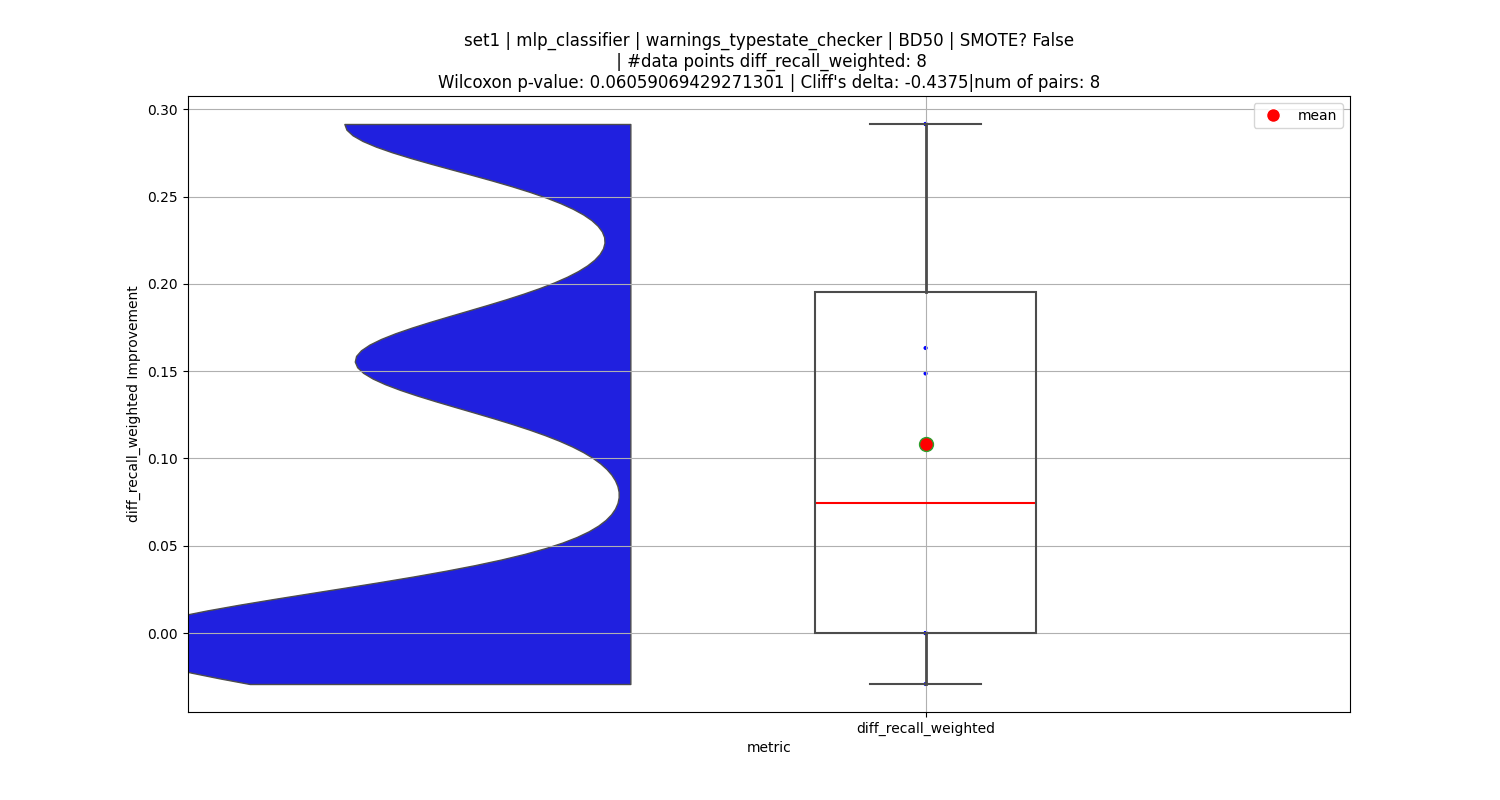 set1 | mlp_classifier | warnings_typestate_checker | BD50 | SMOTE? False
| #data points diff_recall_weighted: 8
Wilcoxon p-value: 0.06059069429271301 | Cliff's delta: -0.4375|num of pairs: 8
mean
0.30
0.25
0.20
0.15
0.10
0.05
0.00
diff_recall_weighted Improvement
diff_recall_weighted
metric